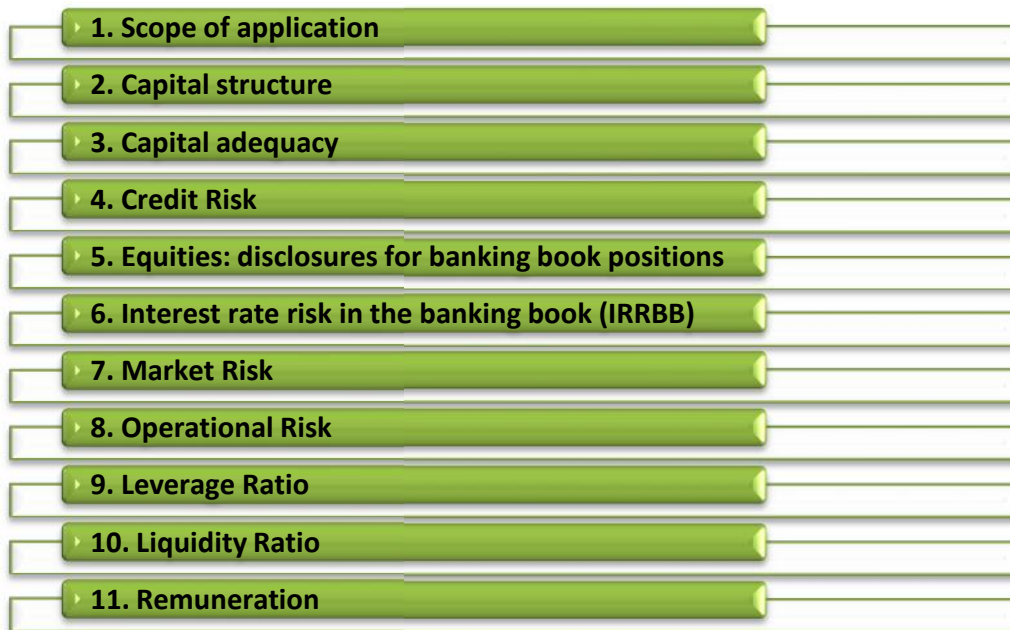 1. Scope of application
2. Capital structure
3. Capital adequacy
4. Credit Risk
5. Equities: disclosures for banking book positions
6. Interest rate risk in the banking book (IRRBB)
7. Market Risk
8. Operational Risk
9. Leverage Ratio
10. Liquidity Ratio
11. Remuneration